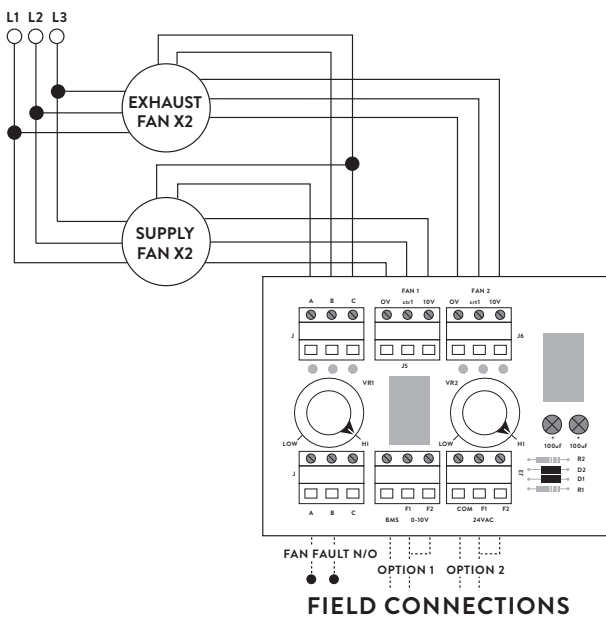 L1 L2 L3
EXHAUST
FAN X2
SUPPLY
FAN X2
FAN 1 FAN 2
A B C 0V ctr1 10V 0V crt1 10V
J J6
J5
VR1 VR2
LOW HI LOW HI
+ +
100uf 100uf
R2
D2
D1
R1
J J3
A B C F1 F2 COM F1 F2
BMS 0-10V 24VAC
FAN FAULT N/O
OPTION 1 OPTION 2
FIELD CONNECTIONS